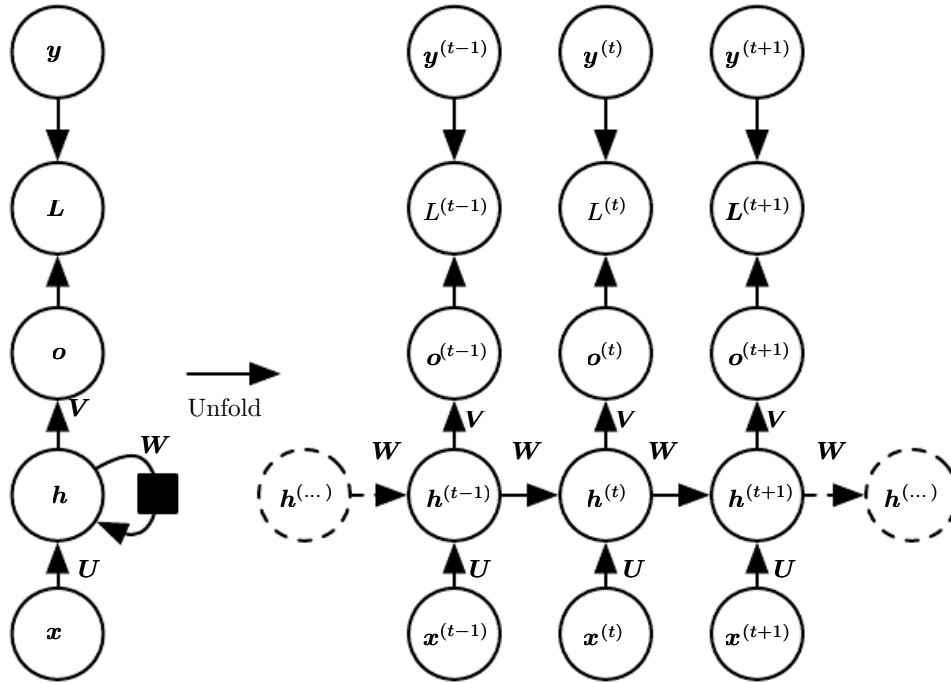 y y^(t−1) y^(t) y^(t+1)
L L^(t−1) L^(t) L^(t+1)
o o^(t−1) o^(t) o^(t+1)
Unfold
V V V V
W W W W W
h h^(...) h^(t−1) h^(t) h^(t+1) h^(...)
U U U U
x x^(t−1) x^(t) x^(t+1)